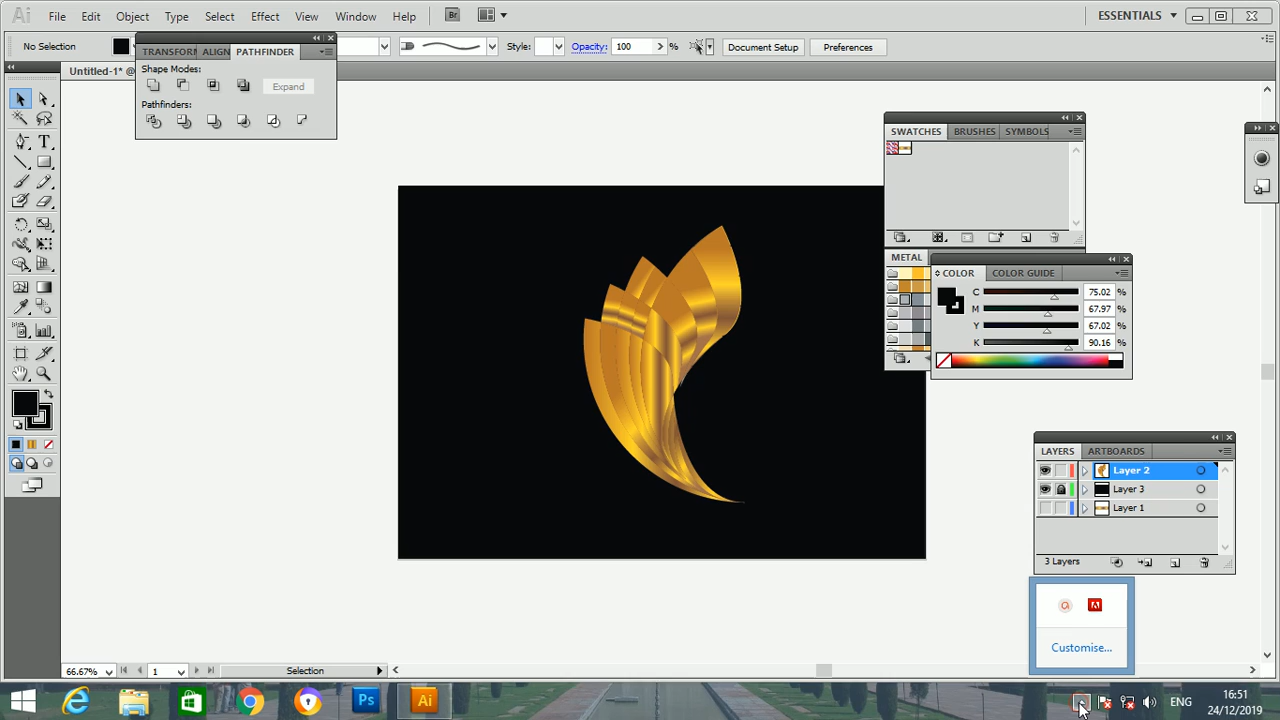 Ai File Edit Object Type Select Effect View Window Help Br ESSENTIALS
No Selection Style: Opacity: 100 % Document Setup Preferences
TRANSFORM ALIGN PATHFINDER
Untitled-1* @
Shape Modes:
Expand
Pathfinders:
SWATCHES BRUSHES SYMBOLS
METAL
COLOR COLOR GUIDE
C 75.02 %
M 67.97 %
Y 67.02 %
K 90.16 %
LAYERS ARTBOARDS
Layer 2
Layer 3
Layer 1
3 Layers
Customise...
66.67% 1 Selection
Ps Ai ENG
16:51
24/12/2019